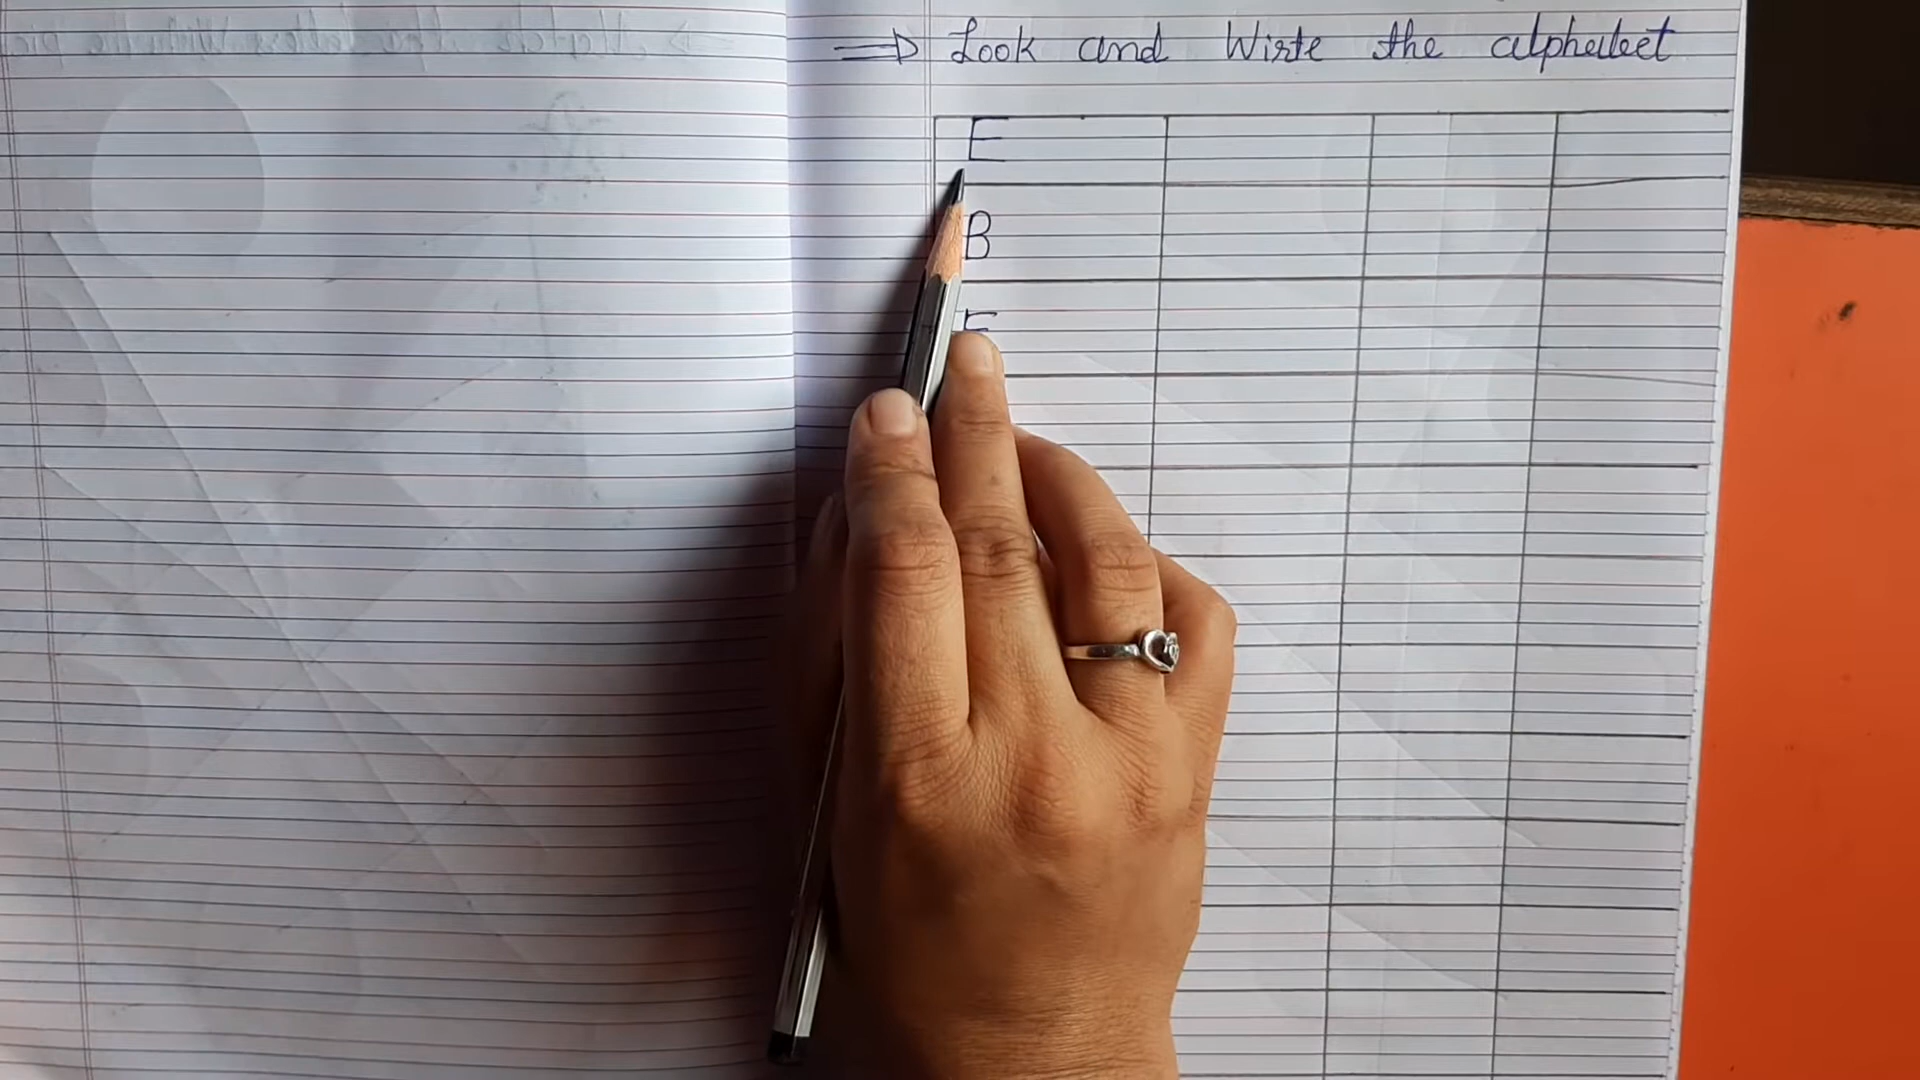 ⇒ Look and Wirte the alphabet
E
B